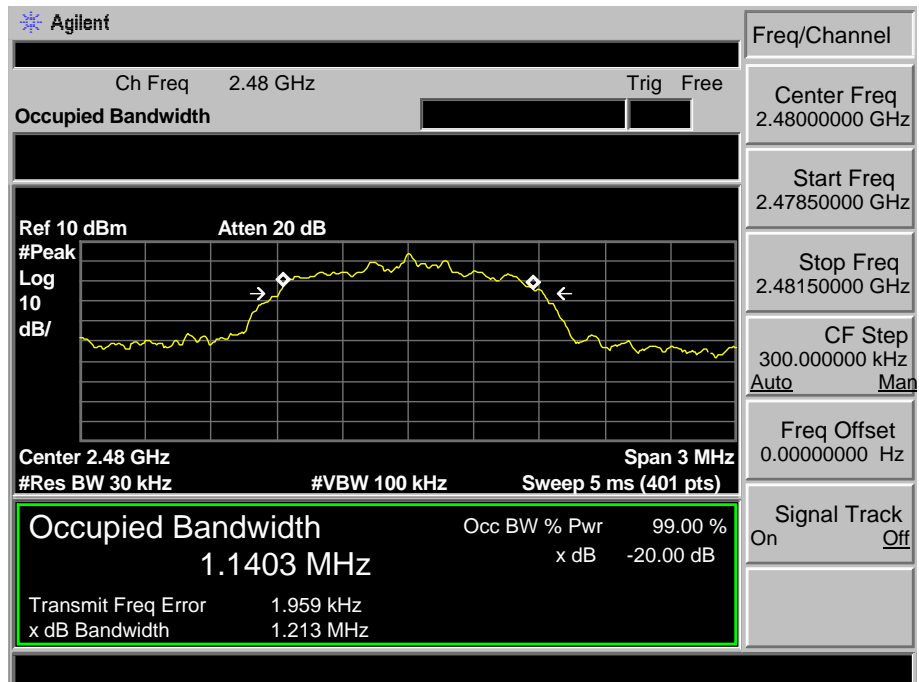 Agilent
Freq/Channel
Ch Freq 2.48 GHz Trig Free
Occupied Bandwidth
Center Freq
2.48000000 GHz
Start Freq
2.47850000 GHz
Stop Freq
2.48150000 GHz
CF Step
300.000000 kHz
Auto Man
Freq Offset
0.00000000 Hz
Signal Track
On Off
Ref 10 dBm Atten 20 dB
#Peak
Log
10
dB/
Center 2.48 GHz Span 3 MHz
#Res BW 30 kHz #VBW 100 kHz Sweep 5 ms (401 pts)
Occupied Bandwidth Occ BW % Pwr 99.00 %
1.1403 MHz x dB -20.00 dB
Transmit Freq Error 1.959 kHz
x dB Bandwidth 1.213 MHz